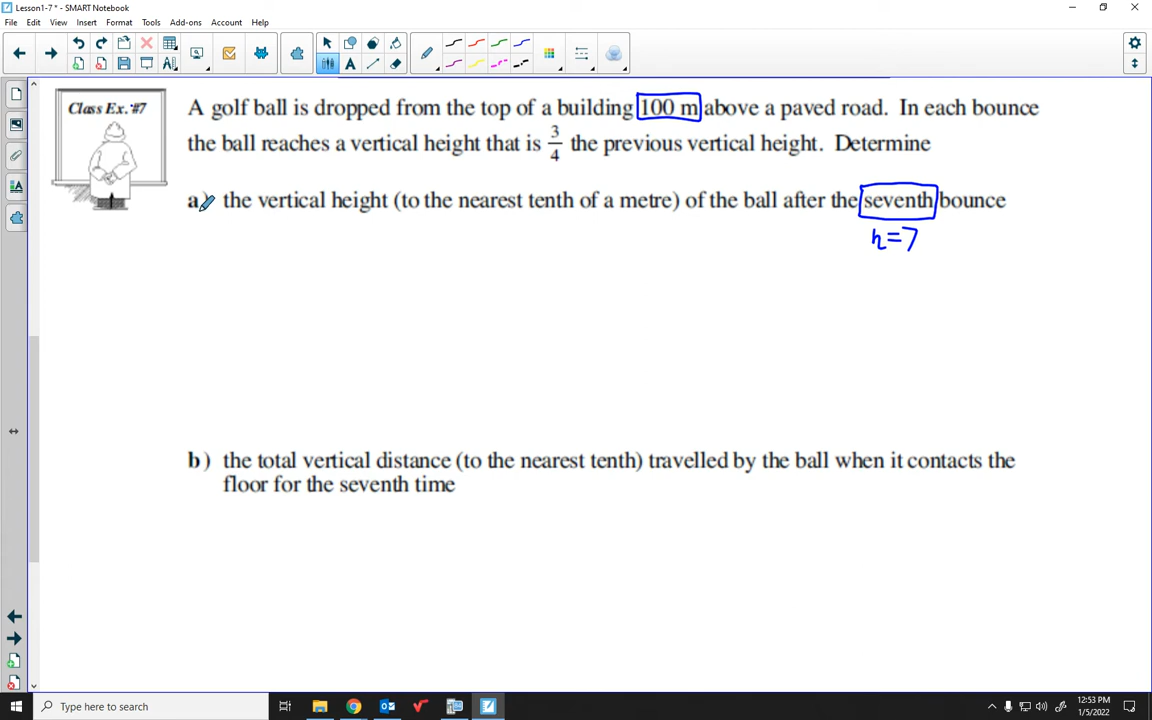 Lesson1-7 * - SMART Notebook
File Edit View Insert Format Tools Add-ons Account Help
Class Ex. #7
A golf ball is dropped from the top of a building 100 m above a paved road. In each bounce
the ball reaches a vertical height that is 3/4 the previous vertical height. Determine
a) the vertical height (to the nearest tenth of a metre) of the ball after the seventh bounce
n=7
b) the total vertical distance (to the nearest tenth) travelled by the ball when it contacts the
floor for the seventh time
Type here to search
12:53 PM
1/5/2022